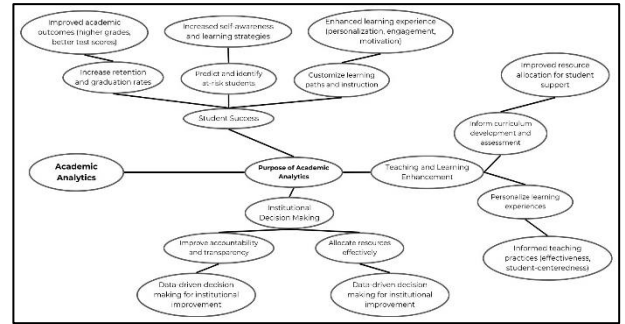 Improved academic
outcomes (higher grades,
better test scores)
Increased self-awareness
and learning strategies
Enhanced learning experience
(personalization, engagement,
motivation)
Increase retention
and graduation rates
Predict and identify
at-risk students
Customize learning
paths and instruction
Improved resource
allocation for student
support
Student Success
Inform curriculum
development and
assessment
Academic
Analytics
Purpose of Academic
Analytics
Teaching and Learning
Enhancement
Institutional
Decision Making
Personalize learning
experiences
Improve accountability
and transparency
Allocate resources
effectively
Informed teaching
practices (effectiveness,
student-centeredness)
Data-driven decision
making for institutional
improvement
Data-driven decision
making for institutional
improvement